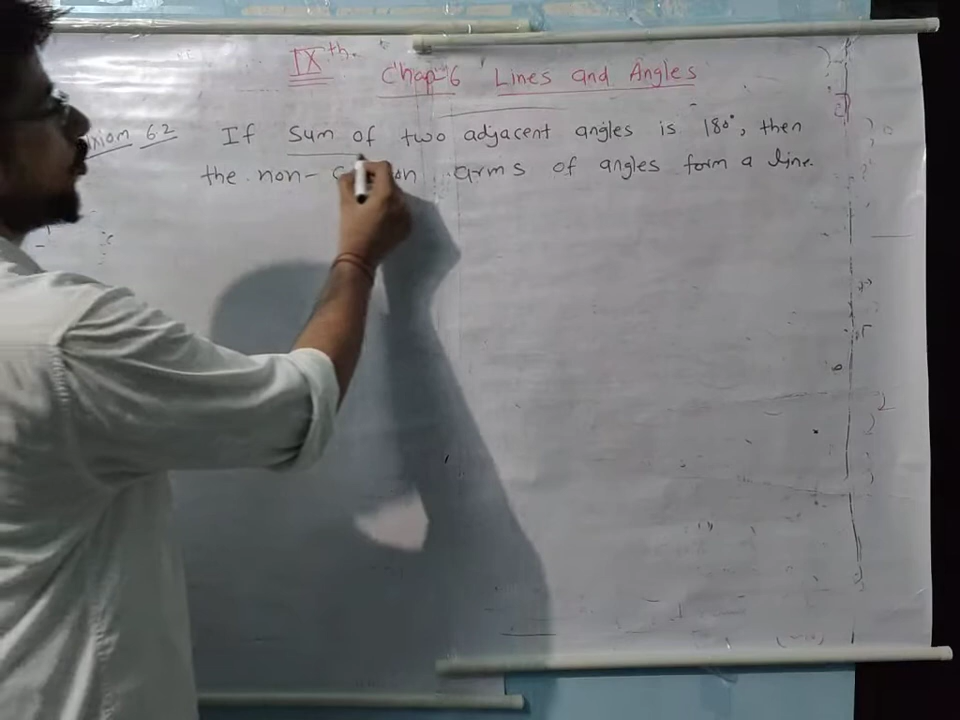 IXth.
Chap-6 Lines and Angles
Axiom 6.2 If sum of two adjacent angles is 180°, then
the non- arms of angles form a line.